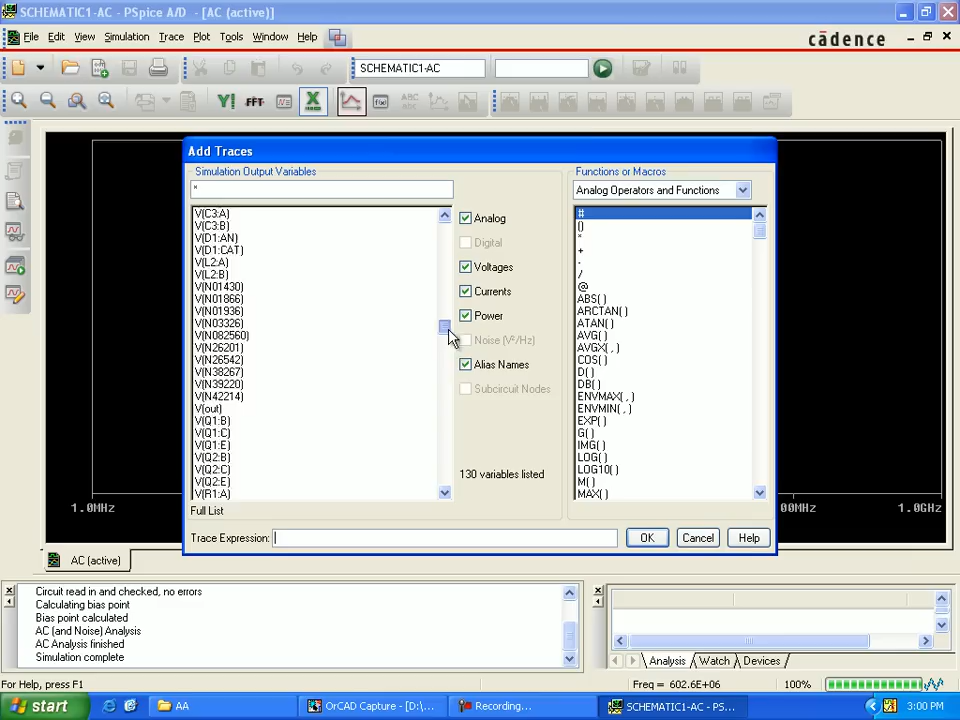 SCHEMATIC1-AC - PSpice A/D - [AC (active)]
File Edit View Simulation Trace Plot Tools Window Help
cādence
SCHEMATIC1-AC
FFT
ABC
Add Traces
Simulation Output Variables
Functions or Macros
*
Analog Operators and Functions
V(C3:A)
V(C3:B)
V(D1:AN)
V(D1:CAT)
V(L2:A)
V(L2:B)
V(N01430)
V(N01866)
V(N01936)
V(N03326)
V(N082560)
V(N26201)
V(N26542)
V(N38267)
V(N39220)
V(N42214)
V(out)
V(Q1:B)
V(Q1:C)
V(Q1:E)
V(Q2:B)
V(Q2:C)
V(Q2:E)
V(R1:A)
Analog
Digital
Voltages
Currents
Power
Noise (V²/Hz)
Alias Names
Subcircuit Nodes
130 variables listed
#
()
*
+
-
/
@
ABS( )
ARCTAN( )
ATAN( )
AVG( )
AVGX( , )
COS( )
D( )
DB( )
ENVMAX( , )
ENVMIN( , )
EXP( )
G( )
IMG( )
LOG( )
LOG10( )
M( )
MAX( )
Full List
Trace Expression:
OK
Cancel
Help
1.0MHz
00MHz
1.0GHz
AC (active)
Circuit read in and checked, no errors
Calculating bias point
Bias point calculated
AC (and Noise) Analysis
AC Analysis finished
Simulation complete
Analysis Watch Devices
For Help, press F1
Freq = 602.6E+06
100%
start
AA
OrCAD Capture - [D:\...
Recording...
SCHEMATIC1-AC - PS...
3:00 PM